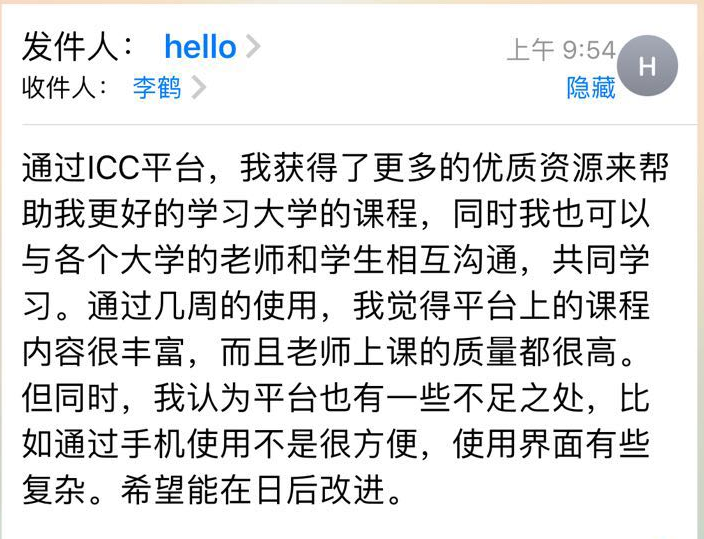 发件人： hello
上午 9:54
H
收件人： 李鹤
隐藏
通过ICC平台，我获得了更多的优质资源来帮
助我更好的学习大学的课程，同时我也可以
与各个大学的老师和学生相互沟通，共同学
习。通过几周的使用，我觉得平台上的课程
内容很丰富，而且老师上课的质量都很高。
但同时，我认为平台也有一些不足之处，比
如通过手机使用不是很方便，使用界面有些
复杂。希望能在日后改进。